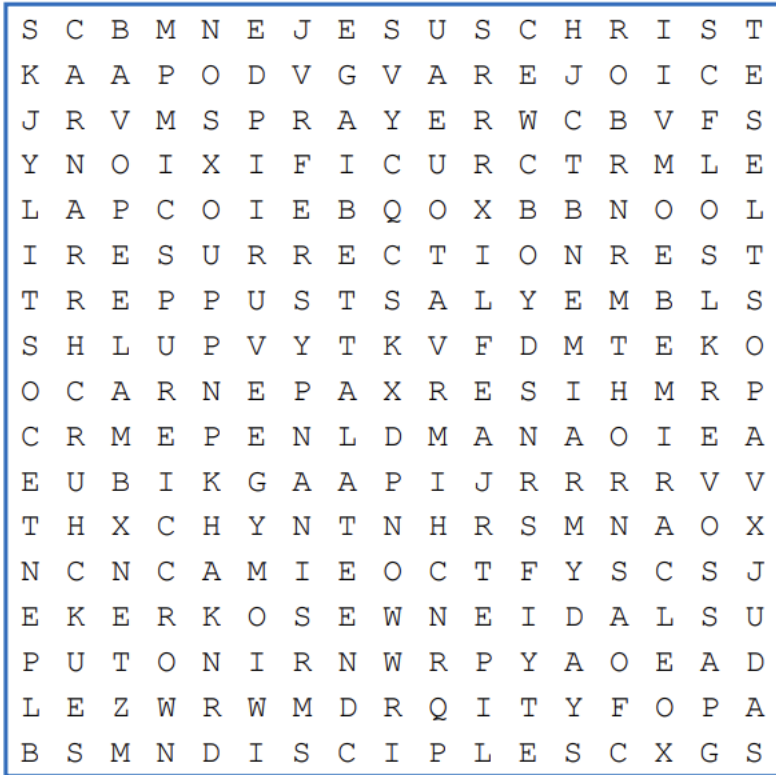 S C B M N E J E S U S C H R I S T
K A A P O D V G V A R E J O I C E
J R V M S P R A Y E R W C B V F S
Y N O I X I F I C U R C T R M L E
L A P C O I E B Q O X B B N O O L
I R E S U R R E C T I O N R E S T
T R E P P U S T S A L Y E M B L S
S H L U P V Y T K V F D M T E K O
O C A R N E P A X R E S I H M R P
C R M E P E N L D M A N A O I E A
E U B I K G A A P I J R R R R V V
T H X C H Y N T N H R S M N A O X
N C N C A M I E O C T F Y S C S J
E K E R K O S E W N E I D A L S U
P U T O N I R N W R P Y A O E A D
L E Z W R W M D R Q I T Y F O P A
B S M N D I S C I P L E S C X G S